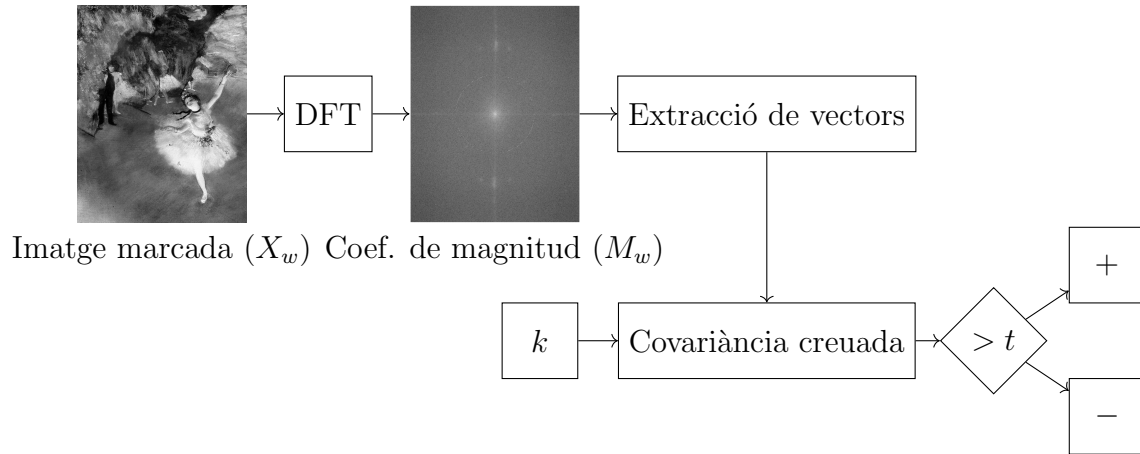 DFT
Extracció de vectors
Imatge marcada (X_w)
Coef. de magnitud (M_w)
+
k
Covariància creuada
> t
−